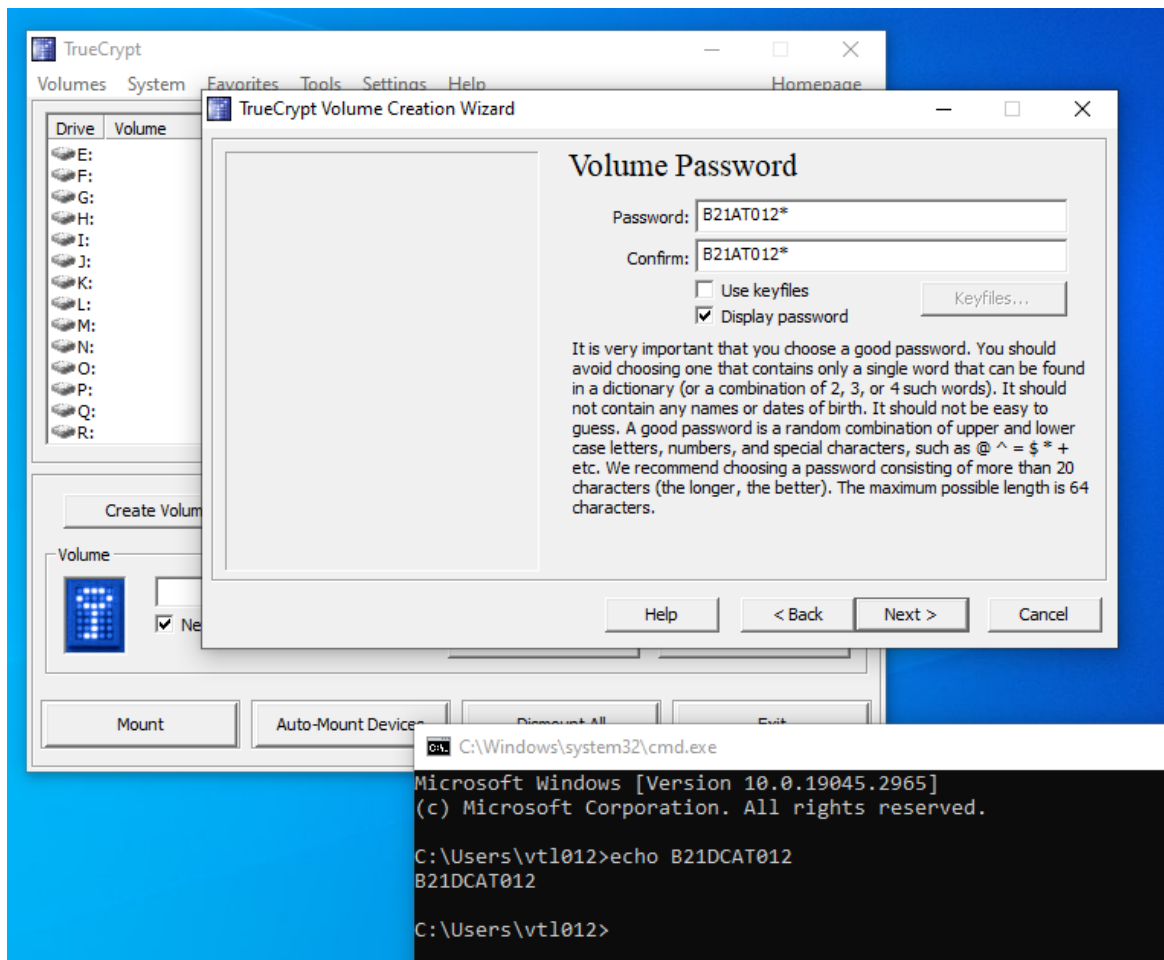 TrueCrypt
Volumes System Favorites Tools Settings Help Homepage
TrueCrypt Volume Creation Wizard
Drive Volume
E:
F:
G:
H:
I:
J:
K:
L:
M:
N:
O:
P:
Q:
R:
Volume Password
Password: B21AT012*
Confirm: B21AT012*
Use keyfiles
Keyfiles...
Display password
It is very important that you choose a good password. You should
avoid choosing one that contains only a single word that can be found
in a dictionary (or a combination of 2, 3, or 4 such words). It should
not contain any names or dates of birth. It should not be easy to
guess. A good password is a random combination of upper and lower
case letters, numbers, and special characters, such as @ ^ = $ * +
etc. We recommend choosing a password consisting of more than 20
characters (the longer, the better). The maximum possible length is 64
characters.
Create Volum
Volume
Ne
Help < Back Next > Cancel
Mount Auto-Mount Devices Dismount All Exit
C:\Windows\system32\cmd.exe
Microsoft Windows [Version 10.0.19045.2965]
(c) Microsoft Corporation. All rights reserved.
C:\Users\vtl012>echo B21DCAT012
B21DCAT012
C:\Users\vtl012>